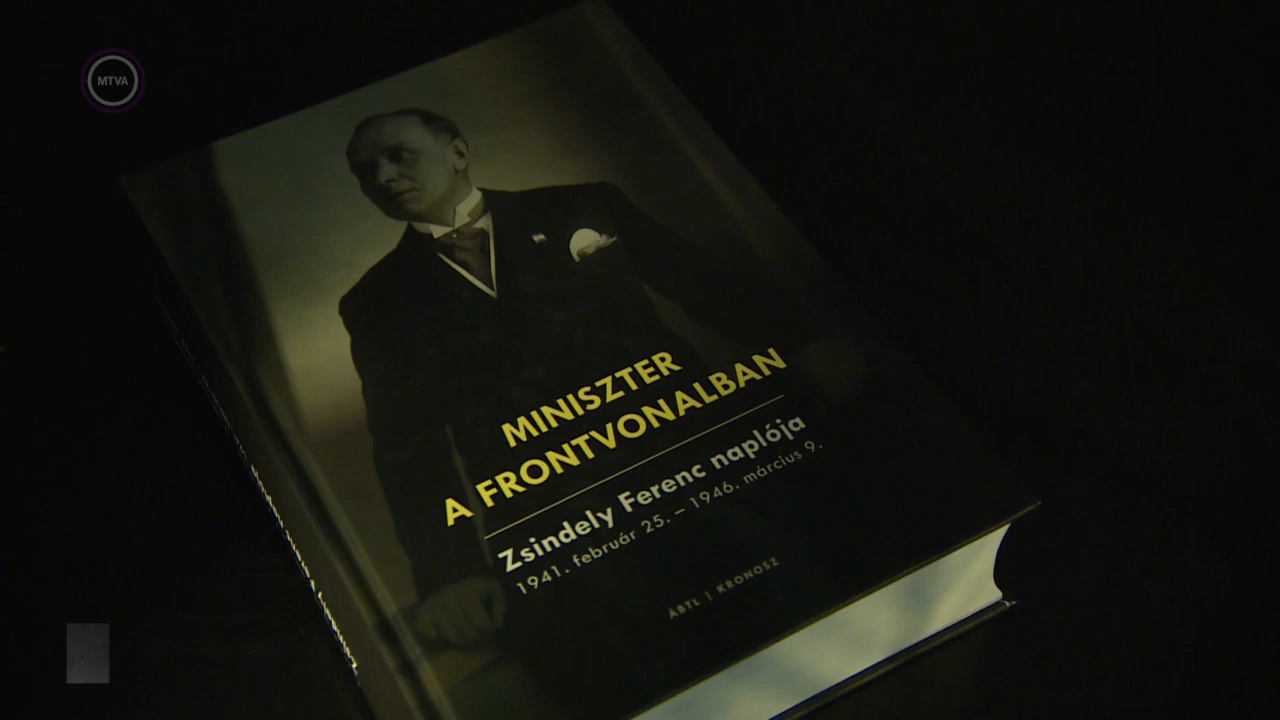 MTVA
MINISZTER
A FRONTVONALBAN
Zsindely Ferenc naplója
1941. február 25. – 1946. március 9.
ÁBTL | KRONOSZ